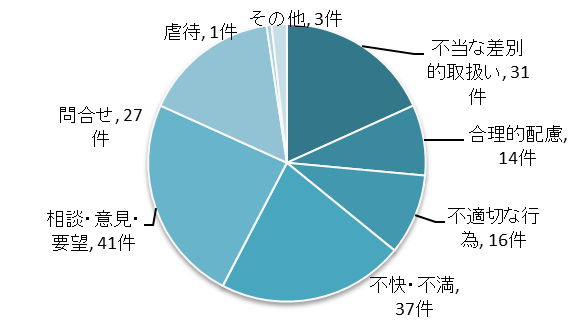 その他, 3件
不当な差別
的取扱い, 31
件
合理的配慮,
14件
不適切な行
為, 16件
不快・不満,
37件
相談・意見・
要望, 41件
問合せ, 27
件
虐待, 1件